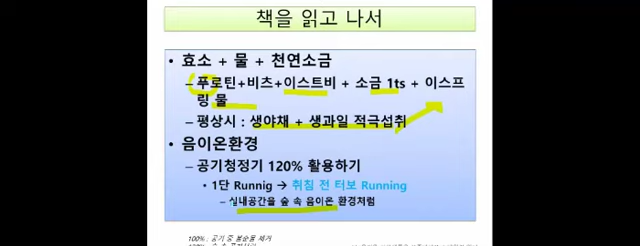 책을 읽고 나서
• 효소 + 물 + 천연소금
– 푸로틴+비츠+이스트비 + 소금 1ts + 이스프
링 물
– 평상시 : 생야채 + 생과일 적극섭취
• 음이온환경
– 공기청정기 120% 활용하기
• 1단 Runnig → 취침 전 터보 Running
– 실내공간을 숲 속 음이온 환경처럼
100% : 공기 중 불순물 제거